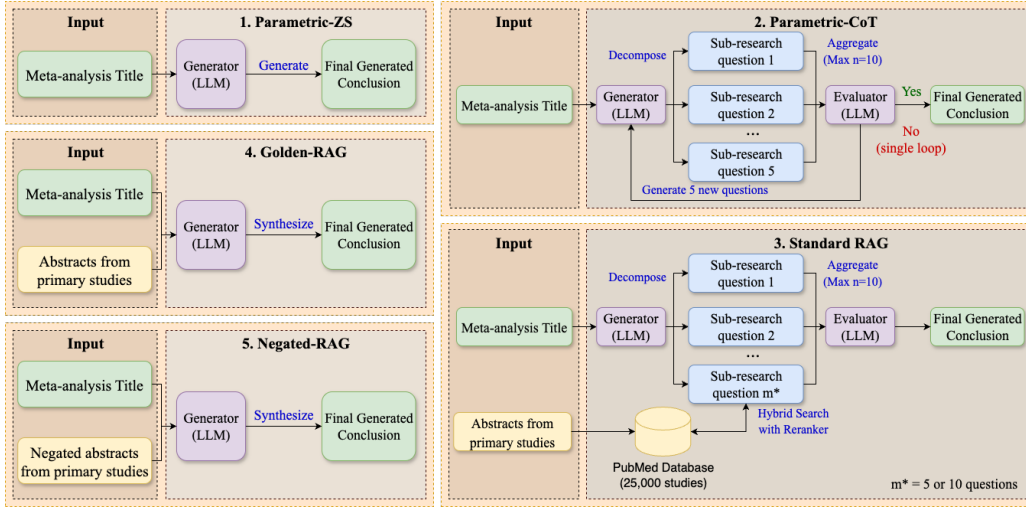 Input
1. Parametric-ZS
Meta-analysis Title
Generator
(LLM)
Generate
Final Generated
Conclusion
Input
4. Golden-RAG
Meta-analysis Title
Abstracts from
primary studies
Generator
(LLM)
Synthesize
Final Generated
Conclusion
Input
5. Negated-RAG
Meta-analysis Title
Negated abstracts
from primary studies
Generator
(LLM)
Synthesize
Final Generated
Conclusion
Input
2. Parametric-CoT
Meta-analysis Title
Generator
(LLM)
Decompose
Sub-research
question 1
Sub-research
question 2
...
Sub-research
question 5
Aggregate
(Max n=10)
Evaluator
(LLM)
Yes
No
(single loop)
Final Generated
Conclusion
Generate 5 new questions
Input
3. Standard RAG
Meta-analysis Title
Generator
(LLM)
Decompose
Sub-research
question 1
Sub-research
question 2
...
Sub-research
question m*
Aggregate
(Max n=10)
Evaluator
(LLM)
Final Generated
Conclusion
Abstracts from
primary studies
Hybrid Search
with Reranker
PubMed Database
(25,000 studies)
m* = 5 or 10 questions